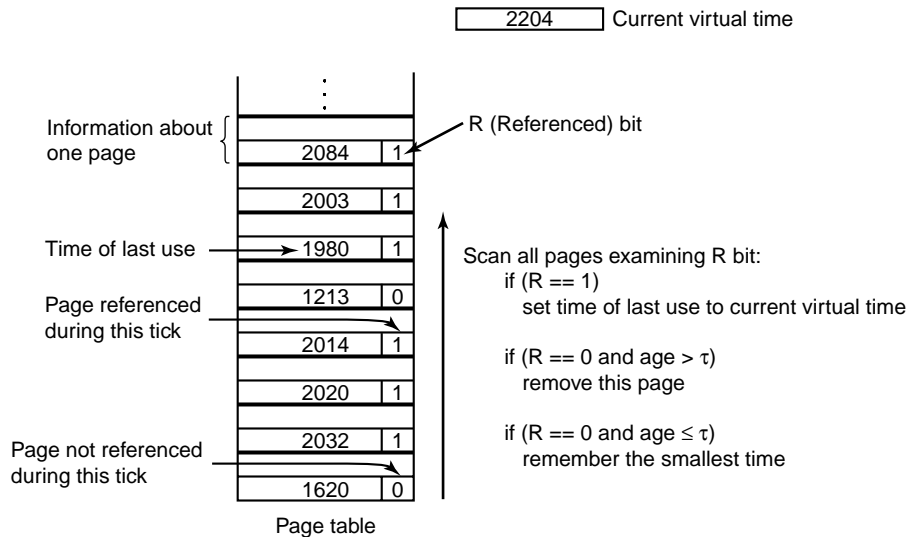 2204 Current virtual time
Information about
one page
R (Referenced) bit
2084 1
2003 1
Time of last use
1980 1
1213 0
Page referenced
during this tick
2014 1
2020 1
2032 1
Page not referenced
during this tick
1620 0
Page table
Scan all pages examining R bit:
if (R == 1)
set time of last use to current virtual time
if (R == 0 and age > τ)
remove this page
if (R == 0 and age ≤ τ)
remember the smallest time